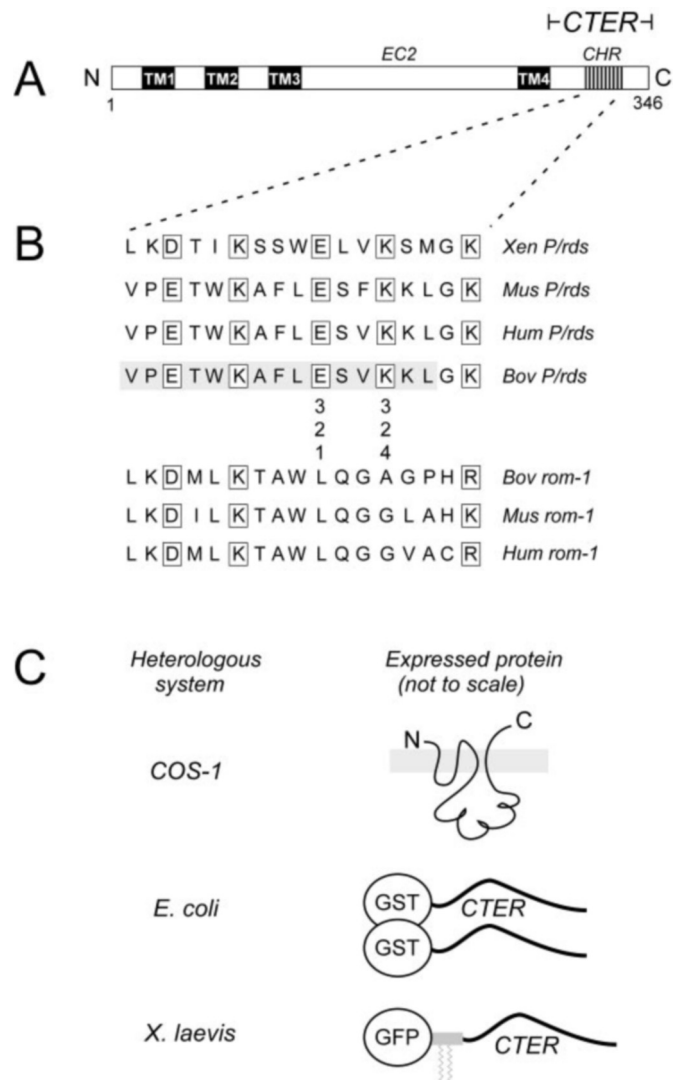 ⊢CTER⊣
EC2
CHR
A
N TM1 TM2 TM3 TM4 C
1 346
B
L K D T I K S S W E L V K S M G K Xen P/rds
V P E T W K A F L E S F K K L G K Mus P/rds
V P E T W K A F L E S V K K L G K Hum P/rds
V P E T W K A F L E S V K K L G K Bov P/rds
3 3
2 2
1 4
L K D M L K T A W L Q G A G P H R Bov rom-1
L K D I L K T A W L Q G G L A H K Mus rom-1
L K D M L K T A W L Q G G V A C R Hum rom-1
C
Heterologous
system
Expressed protein
(not to scale)
N C
COS-1
E. coli
GST CTER
GST
X. laevis
GFP CTER